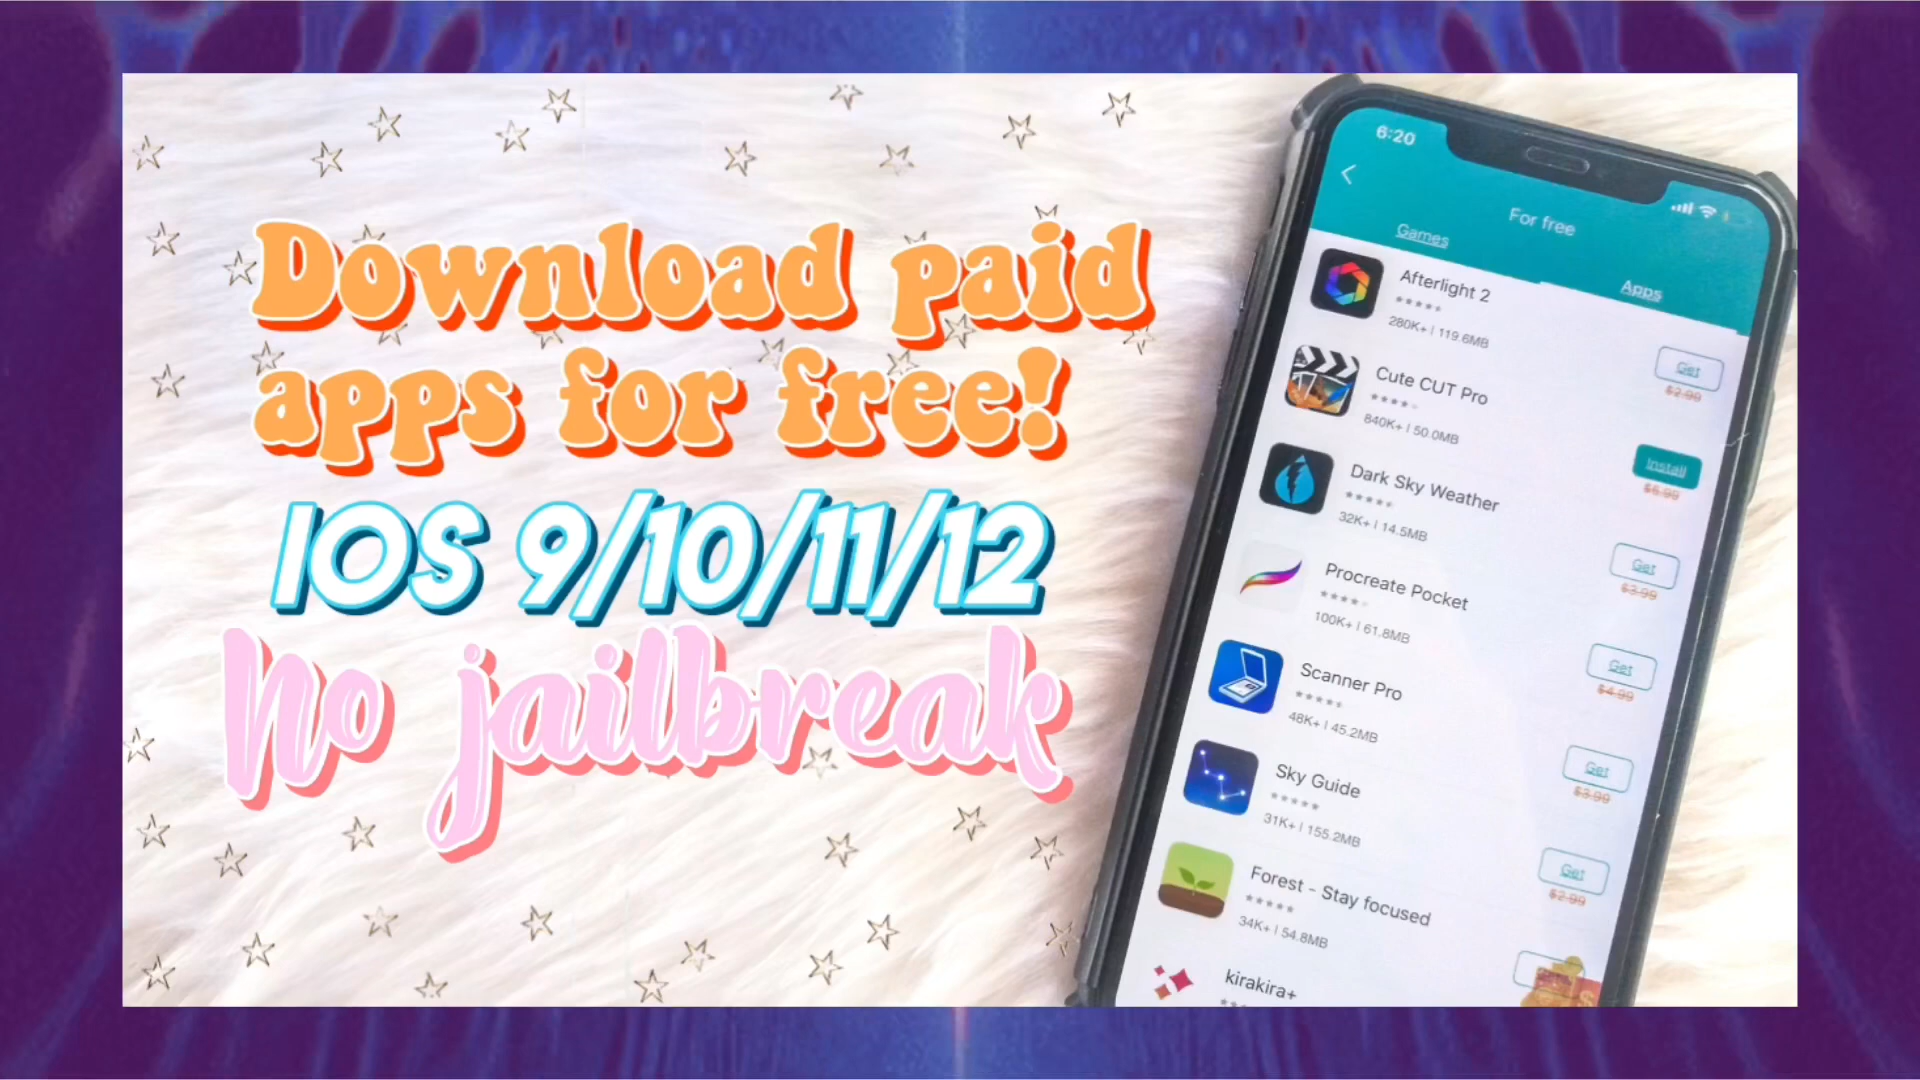 Download paid
apps for free!
IOS 9/10/11/12
No jailbreak
6:20
For free
Games
Apps
Afterlight 2
280K+ | 119.6MB
Get
$2.99
Cute CUT Pro
840K+ | 50.0MB
Install
$6.99
Dark Sky Weather
32K+ | 14.5MB
Get
$3.99
Procreate Pocket
100K+ | 61.8MB
Get
$4.99
Scanner Pro
48K+ | 45.2MB
Get
$3.99
Sky Guide
31K+ | 155.2MB
Get
$2.99
Forest - Stay focused
34K+ | 54.8MB
kirakira+